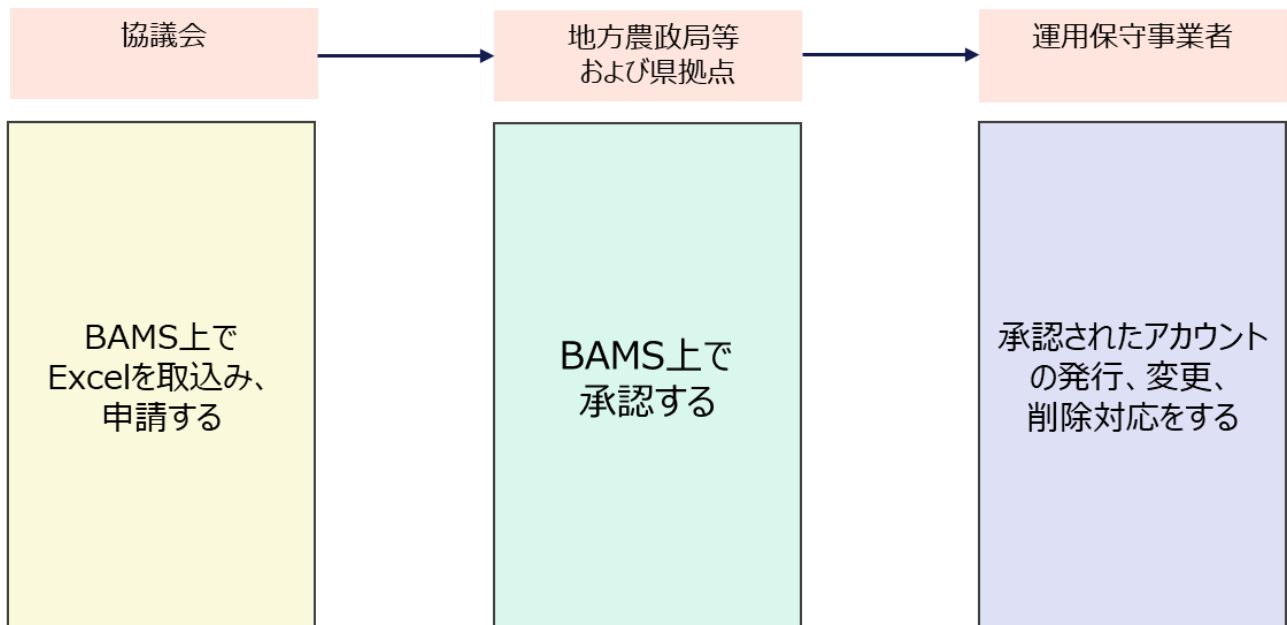 協議会
地方農政局等
および県拠点
運用保守事業者
BAMS上で
Excelを取込み、
申請する
BAMS上で
承認する
承認されたアカウント
の発行、変更、
削除対応をする